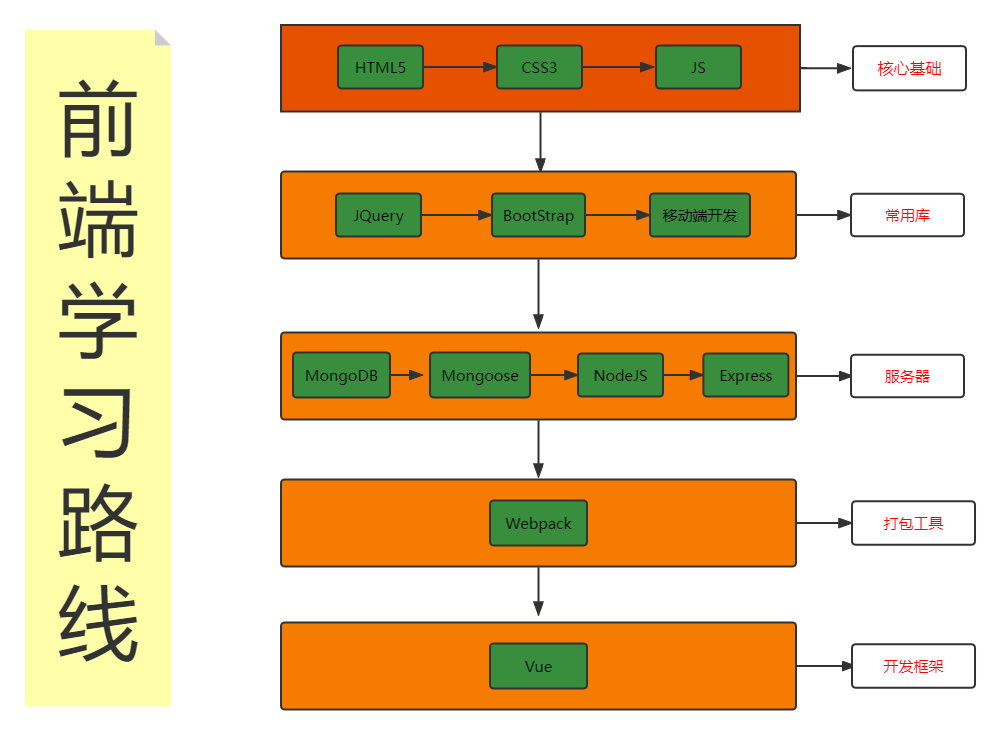 前端学习路线
HTML5
CSS3
JS
核心基础
JQuery
BootStrap
移动端开发
常用库
MongoDB
Mongoose
NodeJS
Express
服务器
Webpack
打包工具
Vue
开发框架